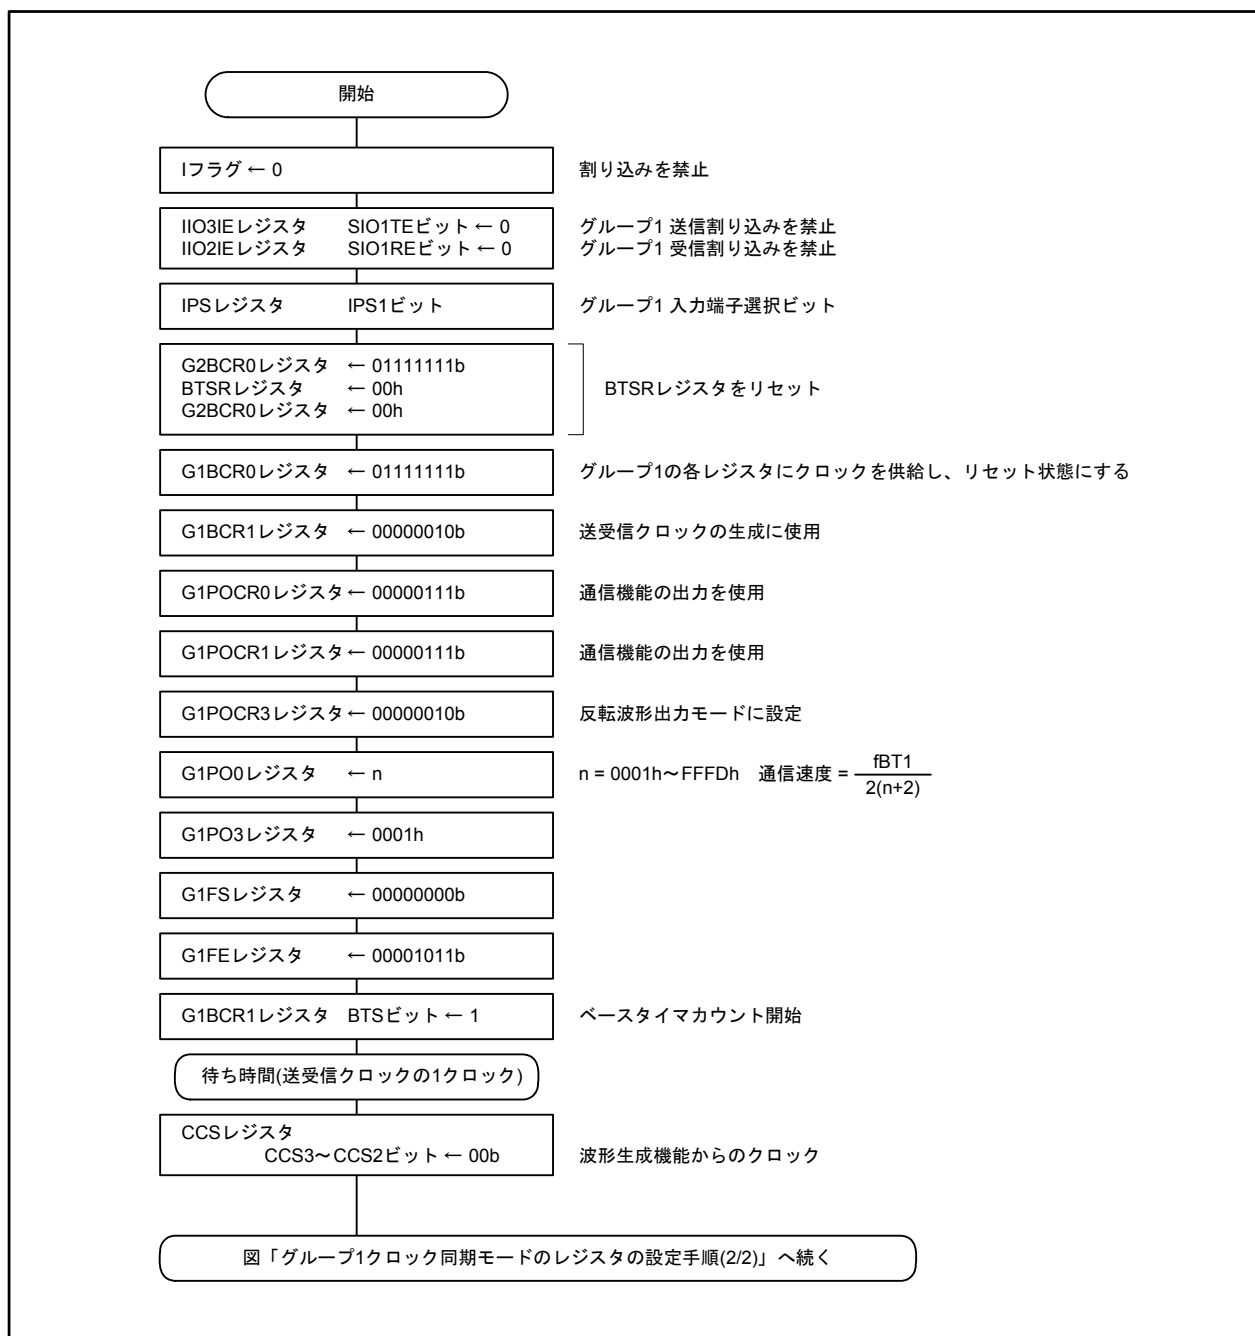 開始
Iフラグ ← 0 割り込みを禁止
IIO3IEレジスタ SIO1TEビット ← 0 グループ1 送信割り込みを禁止
IIO2IEレジスタ SIO1REビット ← 0 グループ1 受信割り込みを禁止
IPSレジスタ IPS1ビット グループ1 入力端子選択ビット
G2BCR0レジスタ ← 01111111b
BTSRレジスタ ← 00h BTSRレジスタをリセット
G2BCR0レジスタ ← 00h
G1BCR0レジスタ ← 01111111b グループ1の各レジスタにクロックを供給し、リセット状態にする
G1BCR1レジスタ ← 00000010b 送受信クロックの生成に使用
G1POCR0レジスタ ← 00000111b 通信機能の出力を使用
G1POCR1レジスタ ← 00000111b 通信機能の出力を使用
G1POCR3レジスタ ← 00000010b 反転波形出力モードに設定
G1PO0レジスタ ← n n = 0001h～FFFDh 通信速度 = fBT1 / 2(n+2)
G1PO3レジスタ ← 0001h
G1FSレジスタ ← 00000000b
G1FEレジスタ ← 00001011b
G1BCR1レジスタ BTSビット ← 1 ベースタイマカウント開始
待ち時間(送受信クロックの1クロック)
CCSレジスタ
CCS3～CCS2ビット ← 00b 波形生成機能からのクロック
図「グループ1クロック同期モードのレジスタの設定手順(2/2)」へ続く